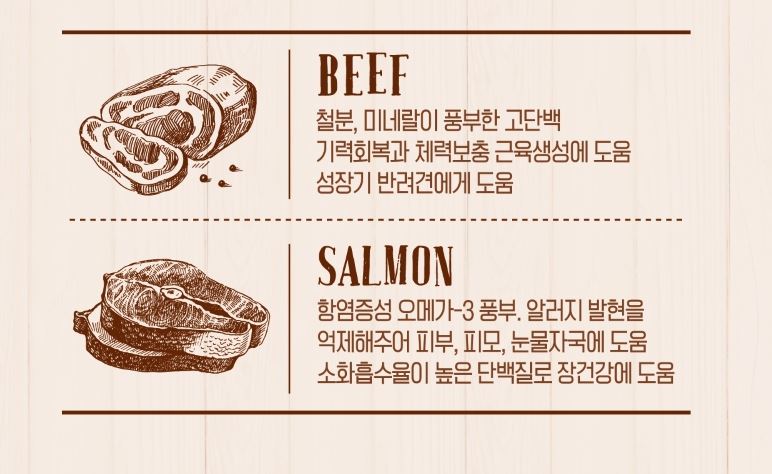 BEEF
철분, 미네랄이 풍부한 고단백
기력회복과 체력보충 근육생성에 도움
성장기 반려견에게 도움
SALMON
항염증성 오메가-3 풍부. 알러지 발현을
억제해주어 피부, 피모, 눈물자국에 도움
소화흡수율이 높은 단백질로 장건강에 도움